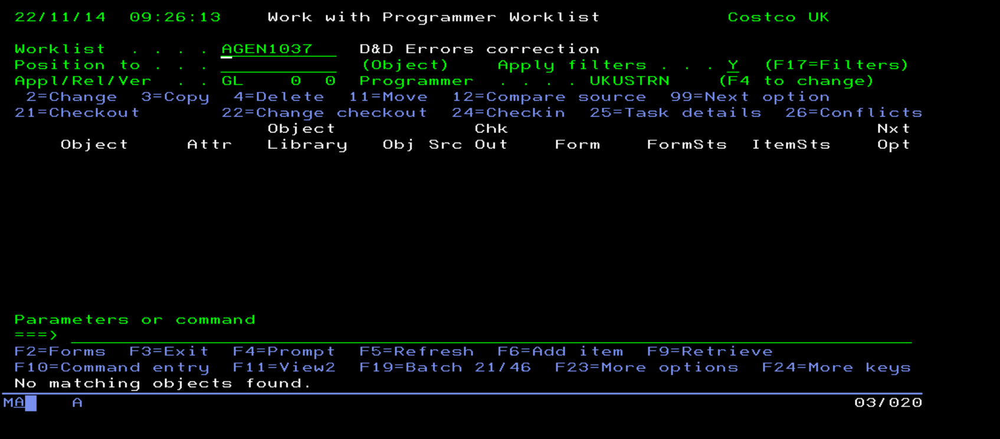 22/11/14 09:26:13 Work with Programmer Worklist Costco UK
Worklist . . . . AGEN1037 D&D Errors correction
Position to . . . (Object) Apply filters . . . Y (F17=Filters)
Appl/Rel/Ver . . GL 0 0 Programmer . . . . UKUSTRN (F4 to change)
2=Change 3=Copy 4=Delete 11=Move 12=Compare source 99=Next option
21=Checkout 22=Change checkout 24=Checkin 25=Task details 26=Conflicts
Object Chk Nxt
Object Attr Library Obj Src Out Form FormSts ItemSts Opt
Parameters or command
===>
F2=Forms F3=Exit F4=Prompt F5=Refresh F6=Add item F9=Retrieve
F10=Command entry F11=View2 F19=Batch 21/46 F23=More options F24=More keys
No matching objects found.
MA A 03/020